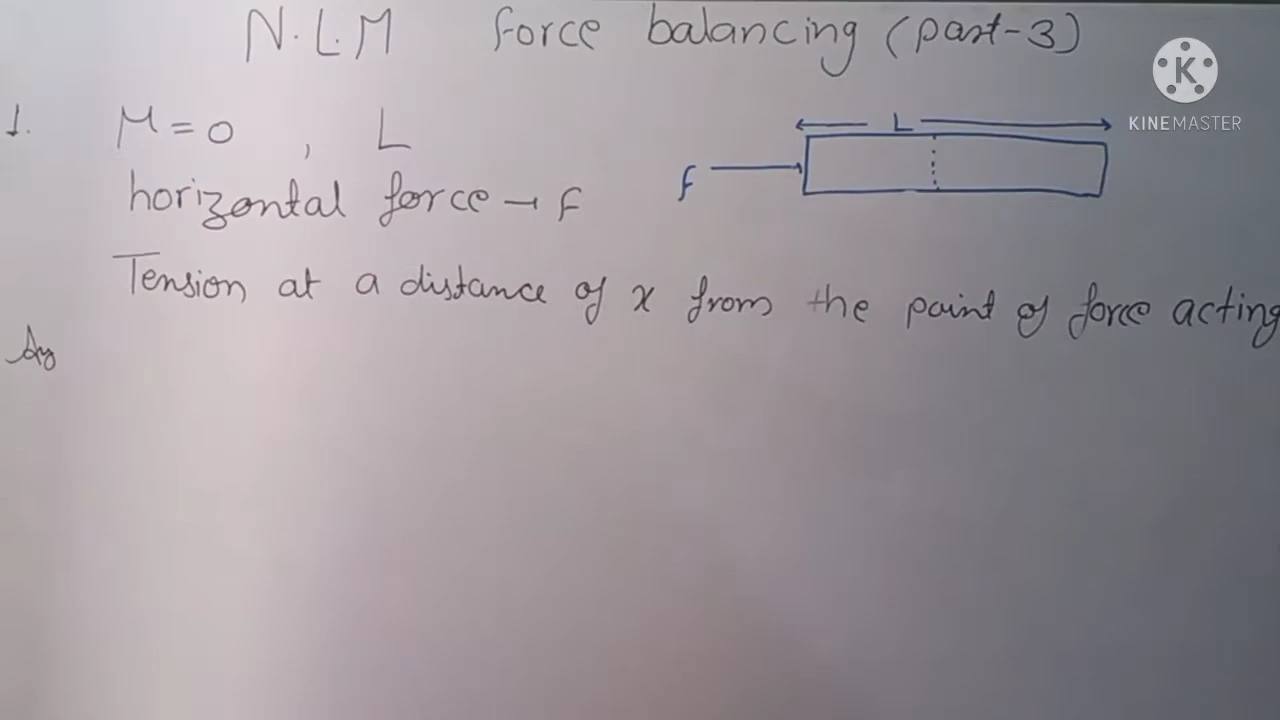 N.L.M force balancing (part-3)
K
KINEMASTER
1. μ = 0 , L
L
horizontal force → F
F
Tension at a distance of x from the point of force acting
Ans